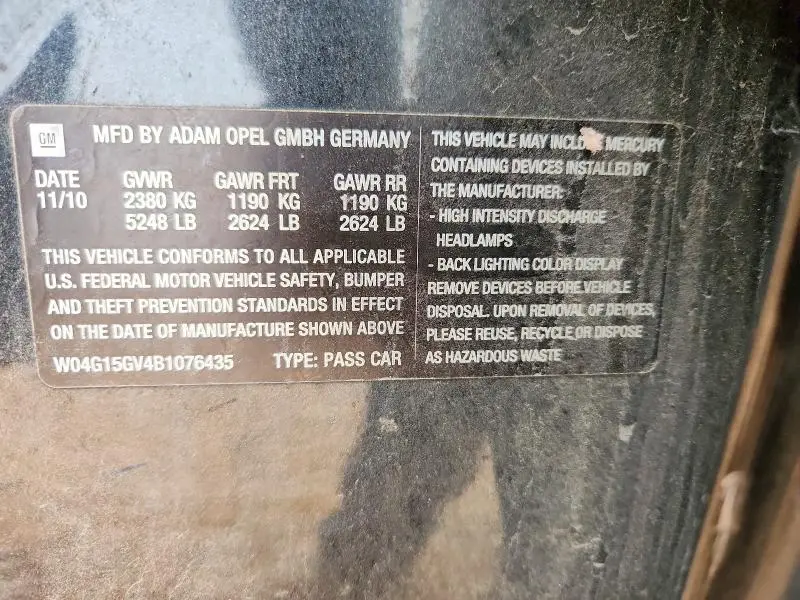 GM
MFD BY ADAM OPEL GMBH GERMANY
DATE GVWR GAWR FRT GAWR RR
11/10 2380 KG 1190 KG 1190 KG
5248 LB 2624 LB 2624 LB
THIS VEHICLE CONFORMS TO ALL APPLICABLE
U.S. FEDERAL MOTOR VEHICLE SAFETY, BUMPER
AND THEFT PREVENTION STANDARDS IN EFFECT
ON THE DATE OF MANUFACTURE SHOWN ABOVE
W04G15GV4B1076435 TYPE: PASS CAR
THIS VEHICLE MAY INCLUDE MERCURY
CONTAINING DEVICES INSTALLED BY
THE MANUFACTURER:
- HIGH INTENSITY DISCHARGE
HEADLAMPS
- BACK LIGHTING COLOR DISPLAY
REMOVE DEVICES BEFORE VEHICLE
DISPOSAL. UPON REMOVAL OF DEVICES,
PLEASE REUSE, RECYCLE OR DISPOSE
AS HAZARDOUS WASTE